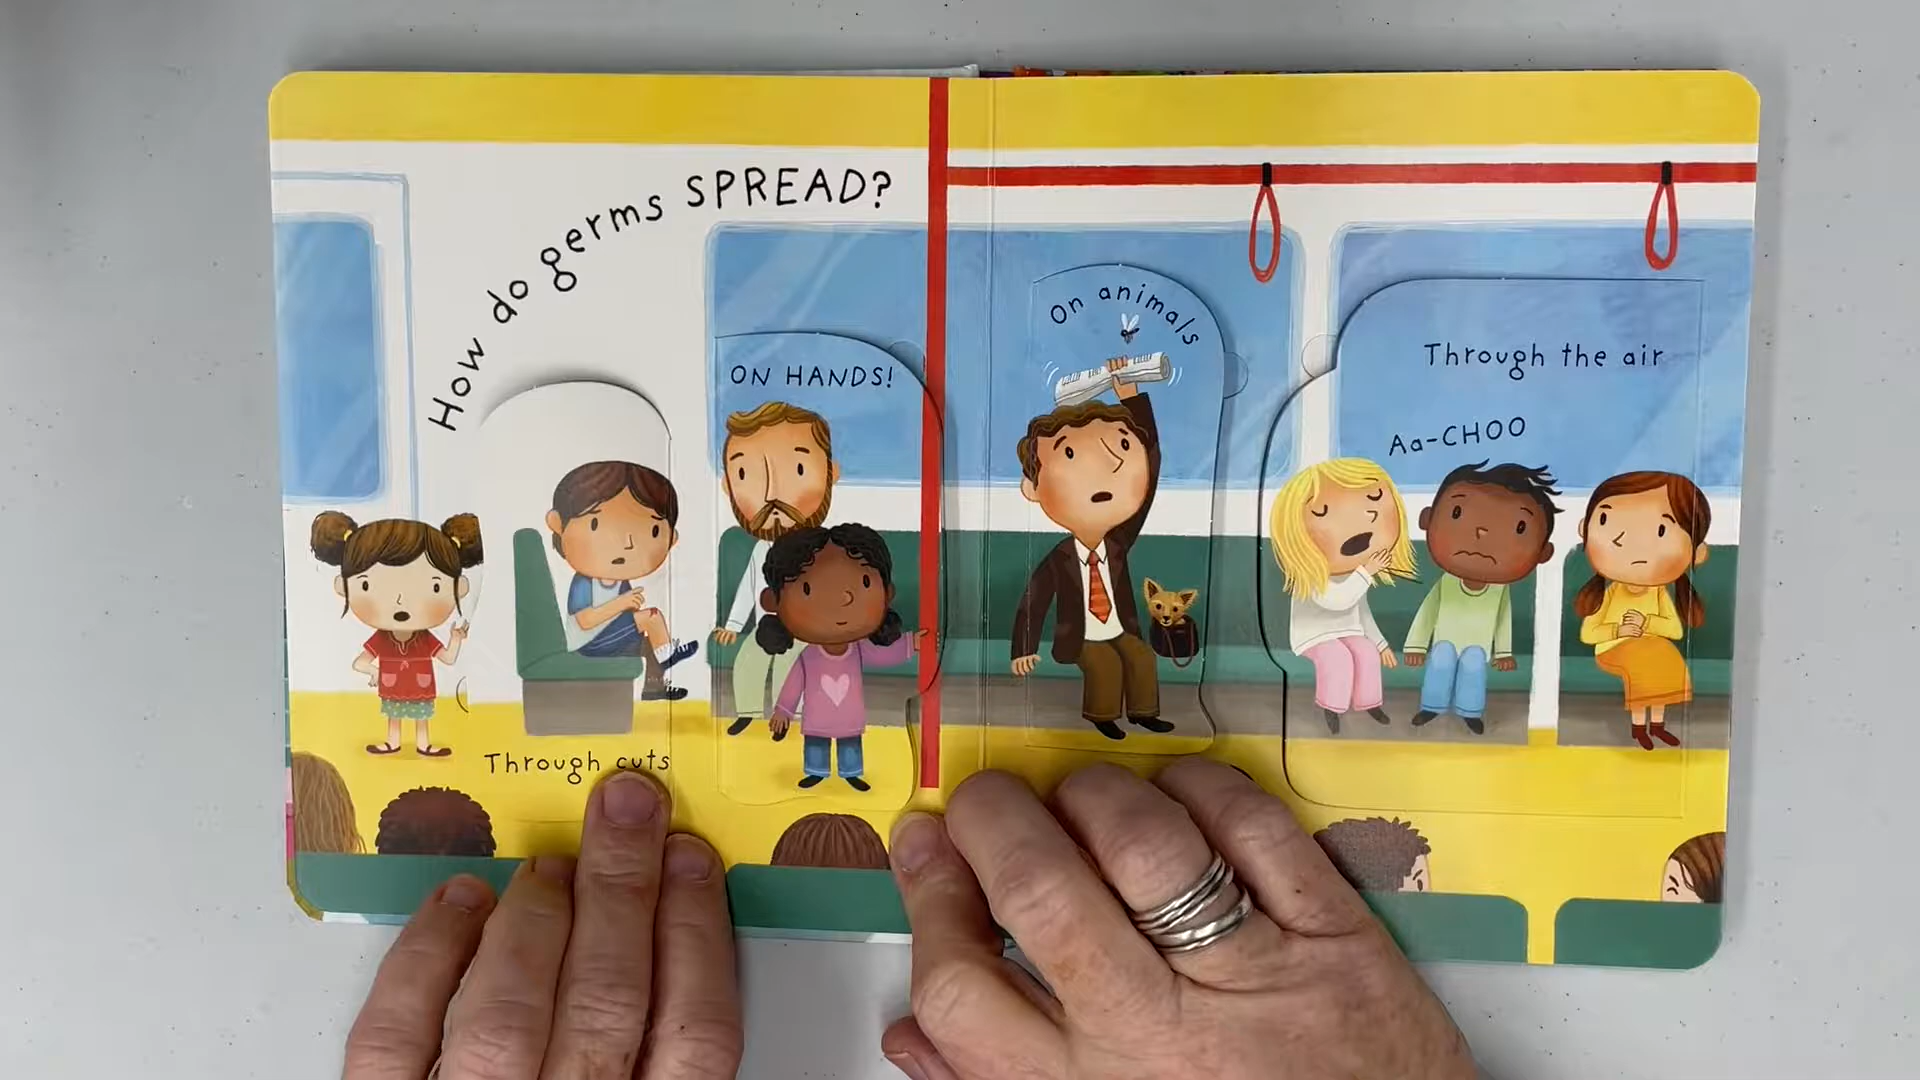 How do germs SPREAD?
Through cuts
ON HANDS!
On animals
Through the air
Aa-CHOO